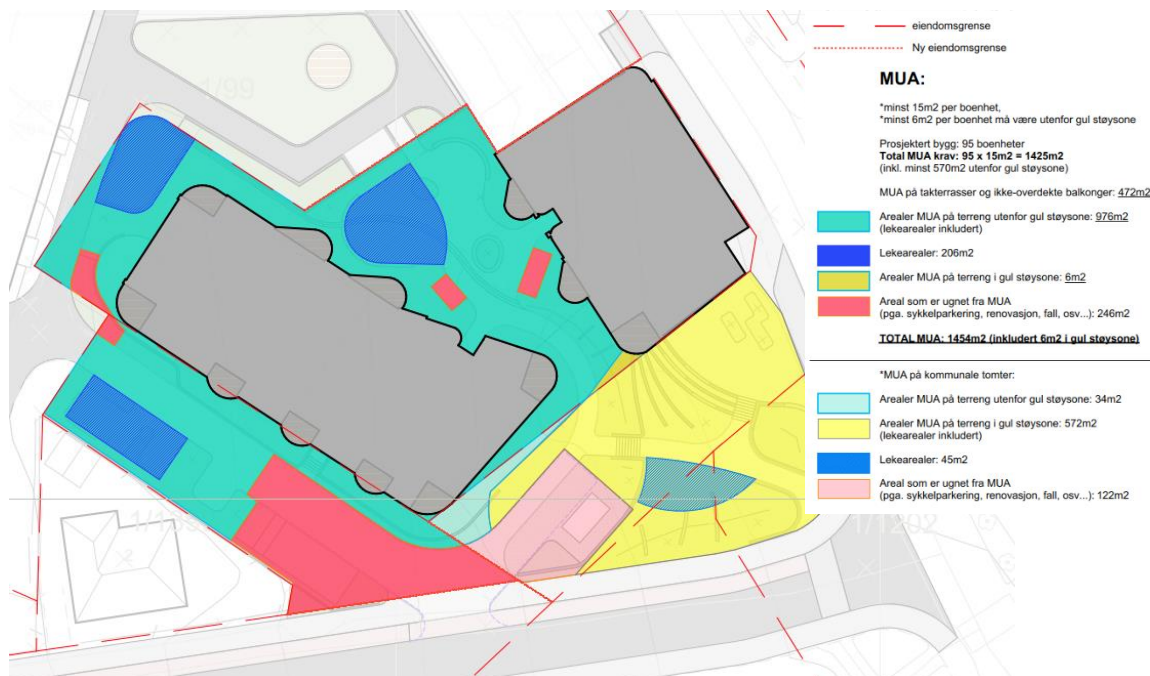 eiendomsgrense
Ny eiendomsgrense
MUA:
*minst 15m2 per boenhet,
*minst 6m2 per boenhet må være utenfor gul støysone
Prosjektert bygg: 95 boenheter
Total MUA krav: 95 x 15m2 = 1425m2
(inkl. minst 570m2 utenfor gul støysone)
MUA på takterrasser og ikke-overdekte balkonger: 472m2
Arealer MUA på terreng utenfor gul støysone: 976m2
(lekearealer inkludert)
Lekearealer: 206m2
Arealer MUA på terreng i gul støysone: 6m2
Areal som er ugnet fra MUA
(pga. sykkelparkering, renovasjon, fall, osv...): 246m2
TOTAL MUA: 1454m2 (inkludert 6m2 i gul støysone)
*MUA på kommunale tomter:
Arealer MUA på terreng utenfor gul støysone: 34m2
Arealer MUA på terreng i gul støysone: 572m2
(lekearealer inkludert)
Lekearealer: 45m2
Areal som er ugnet fra MUA
(pga. sykkelparkering, renovasjon, fall, osv...): 122m2
1/99
1/1292